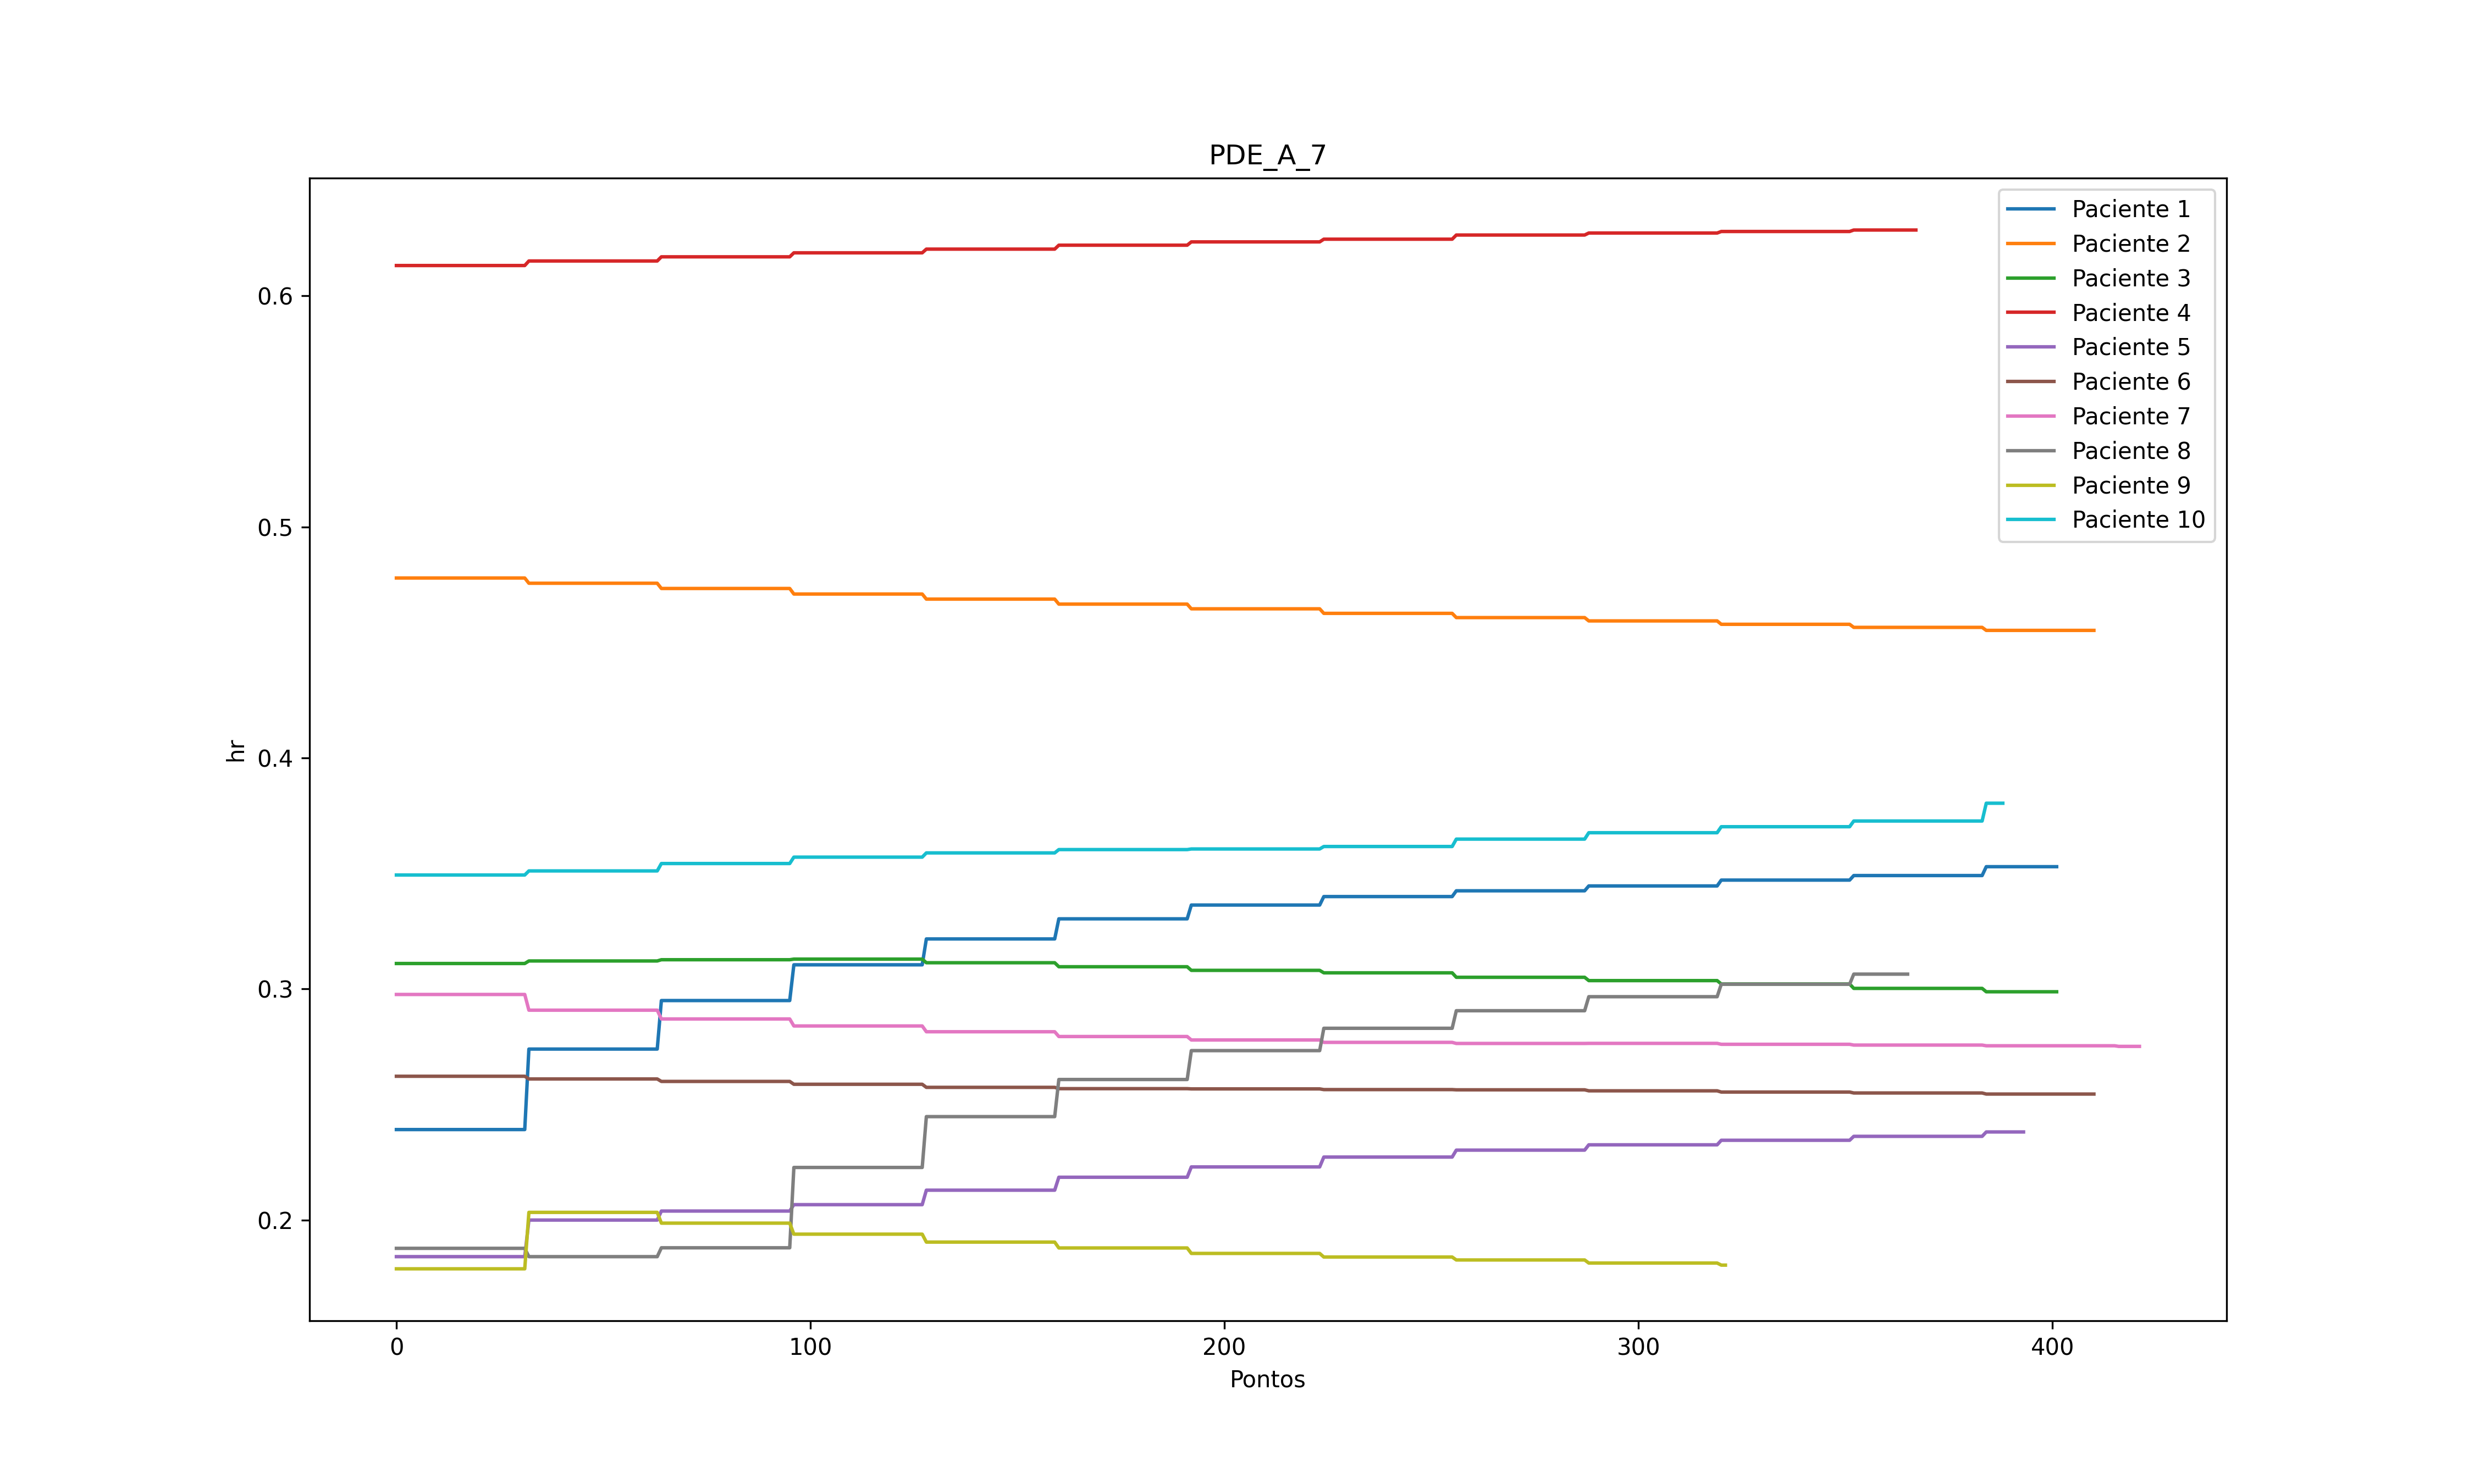 PDE_A_7
Paciente 1
Paciente 2
Paciente 3
Paciente 4
Paciente 5
Paciente 6
Paciente 7
Paciente 8
Paciente 9
Paciente 10
0.6
0.5
0.4
0.3
0.2
hr
0 100 200 300 400
Pontos